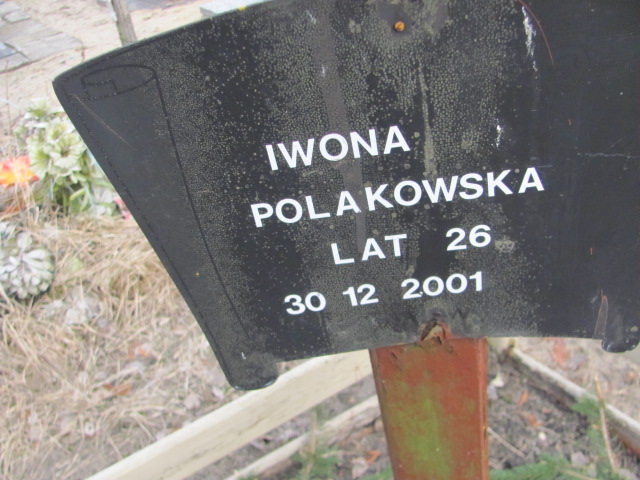 IWONA
POLAKOWSKA
LAT 26
30 12 2001